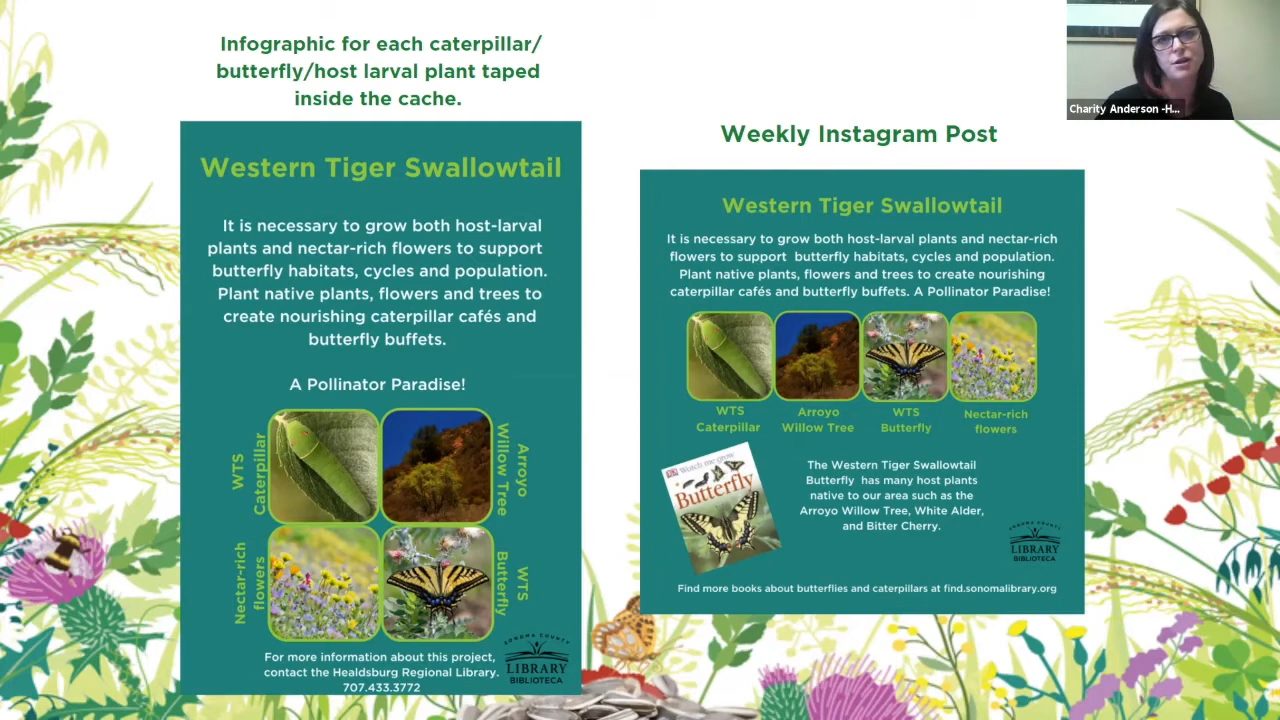 Infographic for each caterpillar/
butterfly/host larval plant taped
inside the cache.
Western Tiger Swallowtail
It is necessary to grow both host-larval
plants and nectar-rich flowers to support
butterfly habitats, cycles and population.
Plant native plants, flowers and trees to
create nourishing caterpillar cafés and
butterfly buffets.
A Pollinator Paradise!
WTS
Caterpillar
Arroyo
Willow Tree
Nectar-rich
flowers
WTS
Butterfly
For more information about this project,
contact the Healdsburg Regional Library.
707.433.3772
SONOMA COUNTY
LIBRARY
BIBLIOTECA
Weekly Instagram Post
Western Tiger Swallowtail
It is necessary to grow both host-larval plants and nectar-rich
flowers to support butterfly habitats, cycles and population.
Plant native plants, flowers and trees to create nourishing
caterpillar cafés and butterfly buffets. A Pollinator Paradise!
WTS
Caterpillar
Arroyo
Willow Tree
WTS
Butterfly
Nectar-rich
flowers
DK
Watch me grow
Butterfly
The Western Tiger Swallowtail
Butterfly has many host plants
native to our area such as the
Arroyo Willow Tree, White Alder,
and Bitter Cherry.
SONOMA COUNTY
LIBRARY
BIBLIOTECA
Find more books about butterflies and caterpillars at find.sonomalibrary.org
Charity Anderson -H...